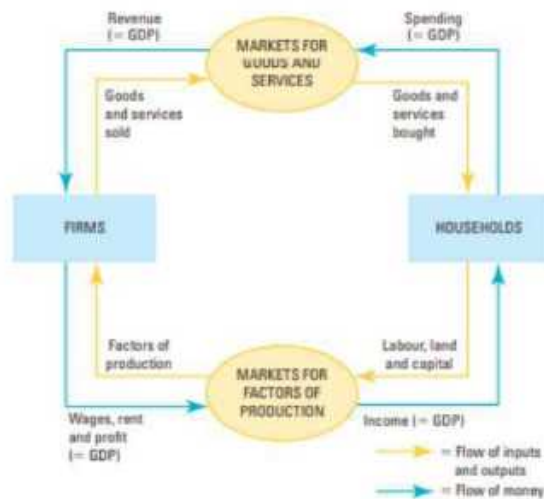 Revenue
(= GDP)
Spending
(= GDP)
MARKETS FOR
GOODS AND
SERVICES
Goods
and services
sold
Goods and
services
bought
FIRMS
HOUSEHOLDS
Factors of
production
Labour, land
and capital
MARKETS FOR
FACTORS OF
PRODUCTION
Wages, rent
and profit
(= GDP)
Income (= GDP)
= Flow of inputs
and outputs
= Flow of money